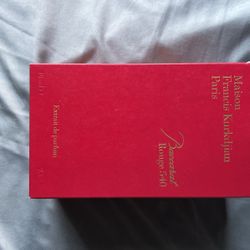 Maison
Francis Kurkdjian
Paris
Baccarat
Rouge 540
Extrait de parfum